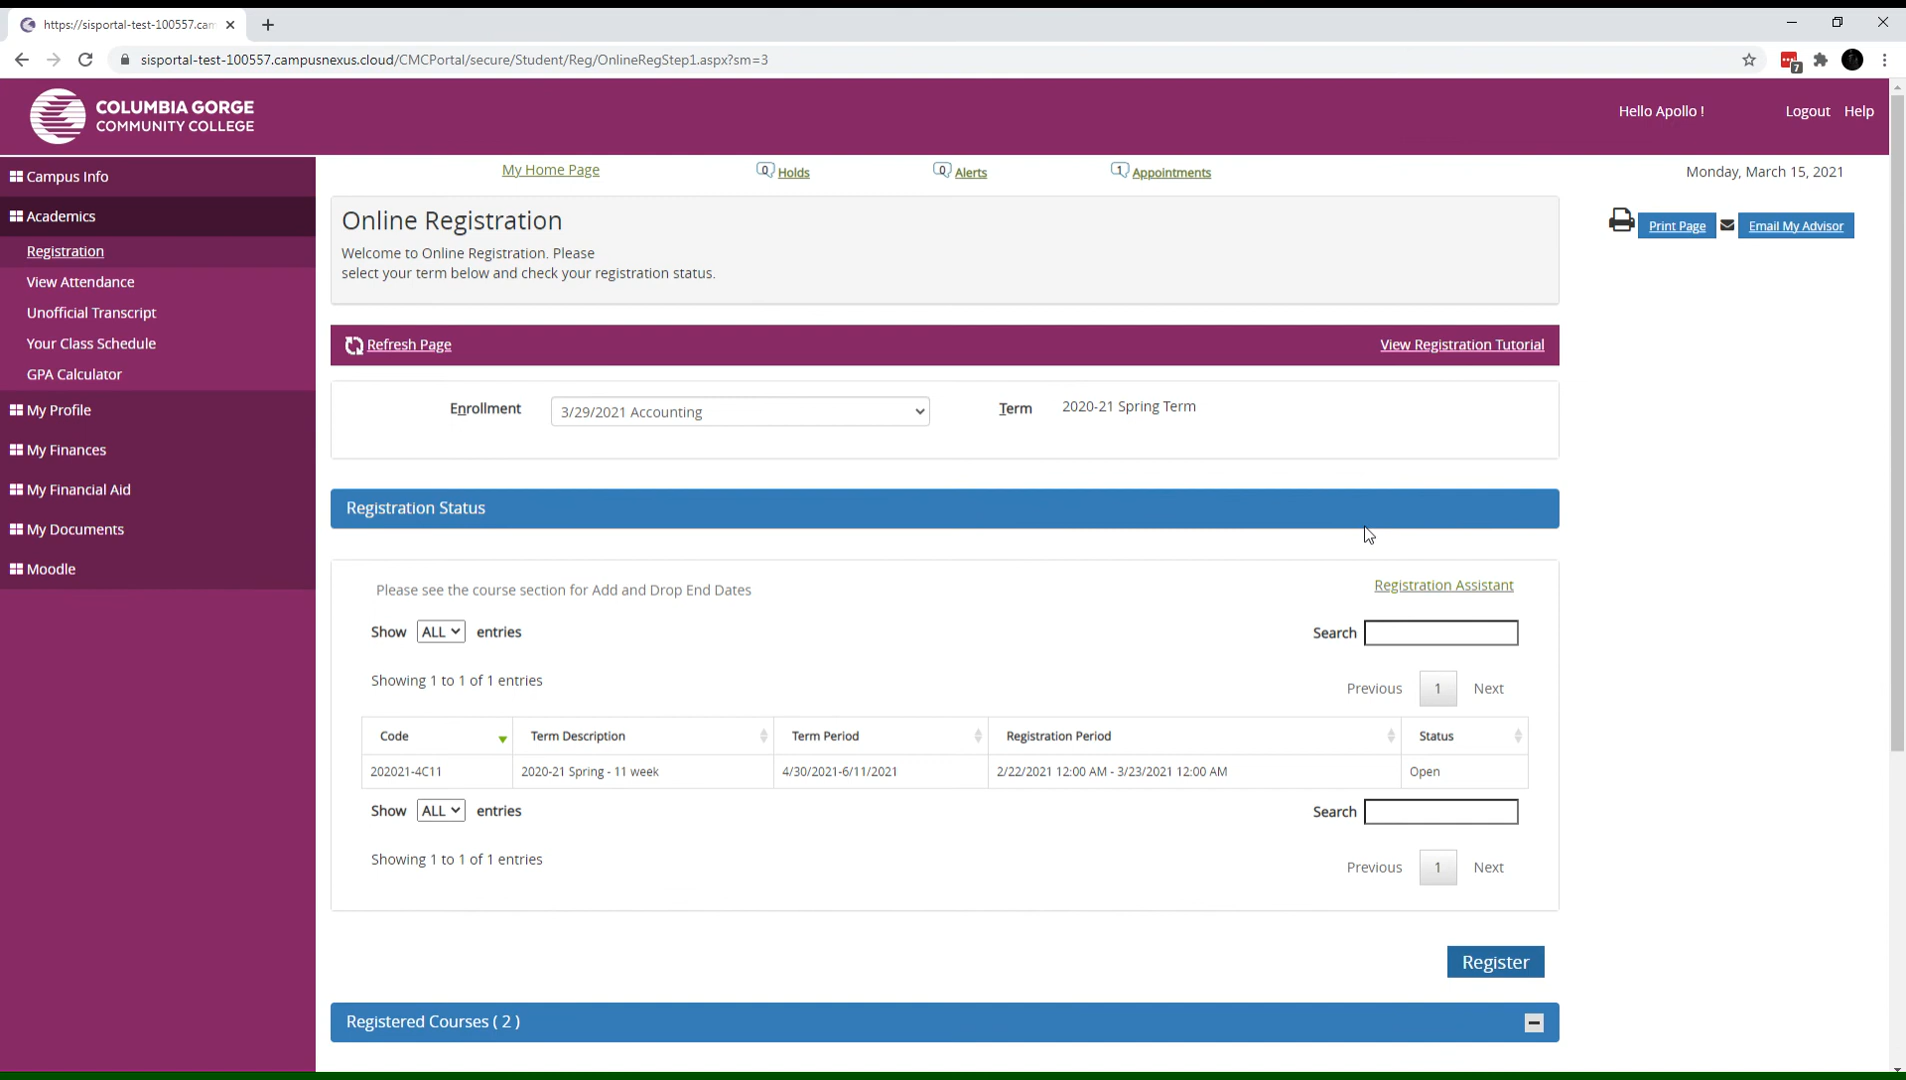 https://sisportal-test-100557.cam
sisportal-test-100557.campusnexus.cloud/CMCPortal/secure/Student/Reg/OnlineRegStep1.aspx?sm=3
7
COLUMBIA GORGE
COMMUNITY COLLEGE
Hello Apollo !
Logout
Help
Campus Info
Academics
Registration
View Attendance
Unofficial Transcript
Your Class Schedule
GPA Calculator
My Profile
My Finances
My Financial Aid
My Documents
Moodle
My Home Page
0 Holds
0 Alerts
1 Appointments
Monday, March 15, 2021
Print Page
Email My Advisor
Online Registration
Welcome to Online Registration. Please
select your term below and check your registration status.
Refresh Page
View Registration Tutorial
Enrollment
3/29/2021 Accounting
Term
2020-21 Spring Term
Registration Status
Please see the course section for Add and Drop End Dates
Registration Assistant
Show ALL entries
Search
Showing 1 to 1 of 1 entries
Previous 1 Next
Code Term Description Term Period Registration Period Status
202021-4C11 2020-21 Spring - 11 week 4/30/2021-6/11/2021 2/22/2021 12:00 AM - 3/23/2021 12:00 AM Open
Show ALL entries
Search
Showing 1 to 1 of 1 entries
Previous 1 Next
Register
Registered Courses ( 2 )